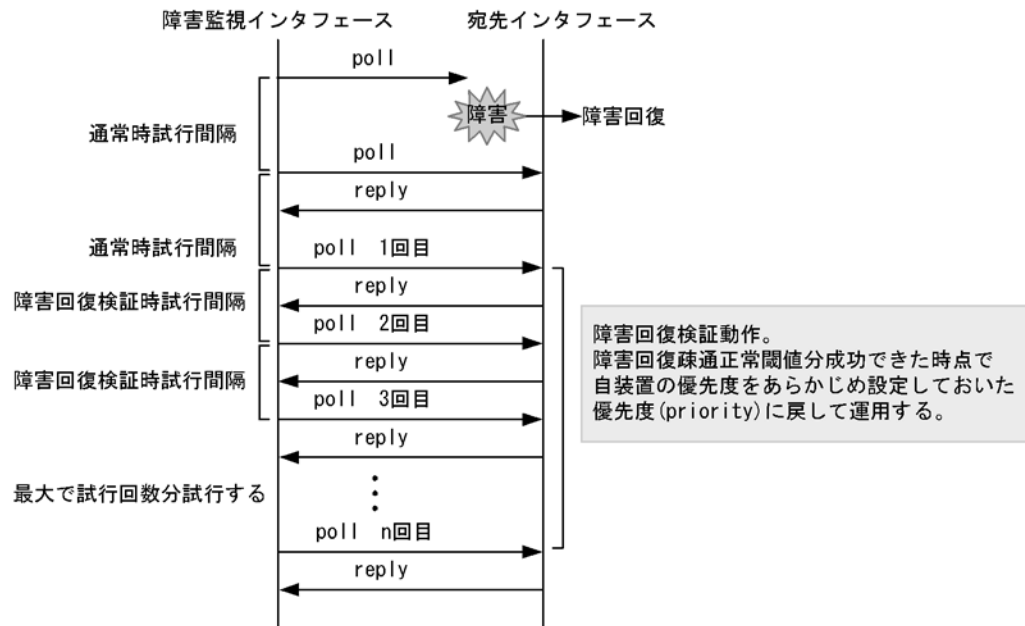 障害監視インタフェース
宛先インタフェース
poll
障害
障害回復
通常時試行間隔
poll
reply
通常時試行間隔
poll 1回目
reply
障害回復検証時試行間隔
poll 2回目
reply
障害回復検証時試行間隔
poll 3回目
reply
障害回復検証動作。
障害回復疎通正常閾値分成功できた時点で
自装置の優先度をあらかじめ設定しておいた
優先度(priority)に戻して運用する。
最大で試行回数分試行する
poll n回目
reply